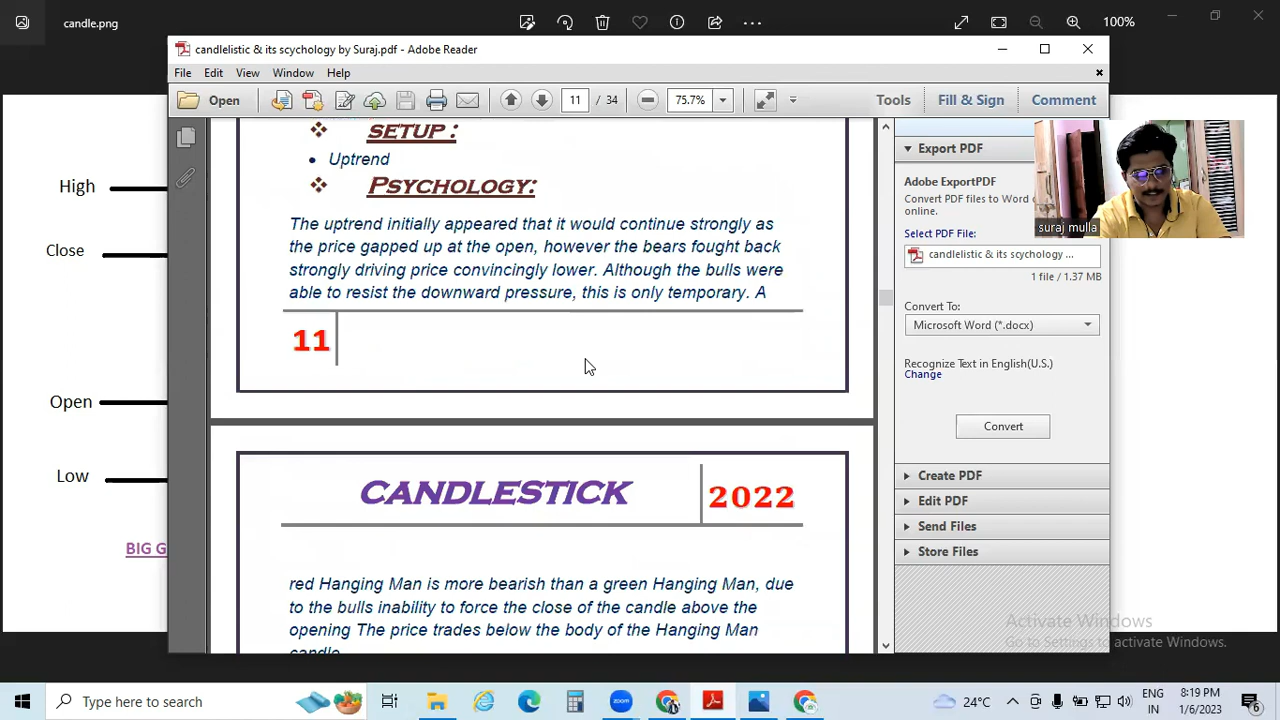 candle.png
100%
candlelistic & its scychology by Suraj.pdf - Adobe Reader
File Edit View Window Help
Open 11 / 34 75.7% Tools Fill & Sign Comment
SETUP :
Uptrend
PSYCHOLOGY:
The uptrend initially appeared that it would continue strongly as
the price gapped up at the open, however the bears fought back
strongly driving price convincingly lower. Although the bulls were
able to resist the downward pressure, this is only temporary. A
11
CANDLESTICK 2022
red Hanging Man is more bearish than a green Hanging Man, due
to the bulls inability to force the close of the candle above the
opening The price trades below the body of the Hanging Man
candle
High
Close
Open
Low
BIG G
Export PDF
Adobe ExportPDF
Convert PDF files to Word
online.
Select PDF File:
candlelistic & its scychology ...
1 file / 1.37 MB
Convert To:
Microsoft Word (*.docx)
Recognize Text in English(U.S.)
Change
Convert
Create PDF
Edit PDF
Send Files
Store Files
suraj mulla
Activate Windows
Go to Settings to activate Windows.
Type here to search
zoom
24°C
ENG
IN
8:19 PM
1/6/2023
6